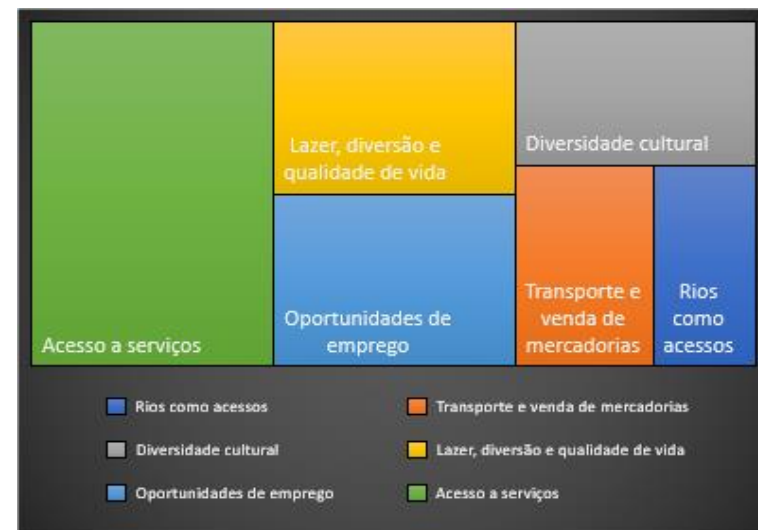 Lazer, diversão e
qualidade de vida
Diversidade cultural
Acesso a serviços
Oportunidades de
emprego
Transporte e
venda de
mercadorias
Rios
como
acessos
Rios como acessos
Transporte e venda de mercadorias
Diversidade cultural
Lazer, diversão e qualidade de vida
Oportunidades de emprego
Acesso a serviços